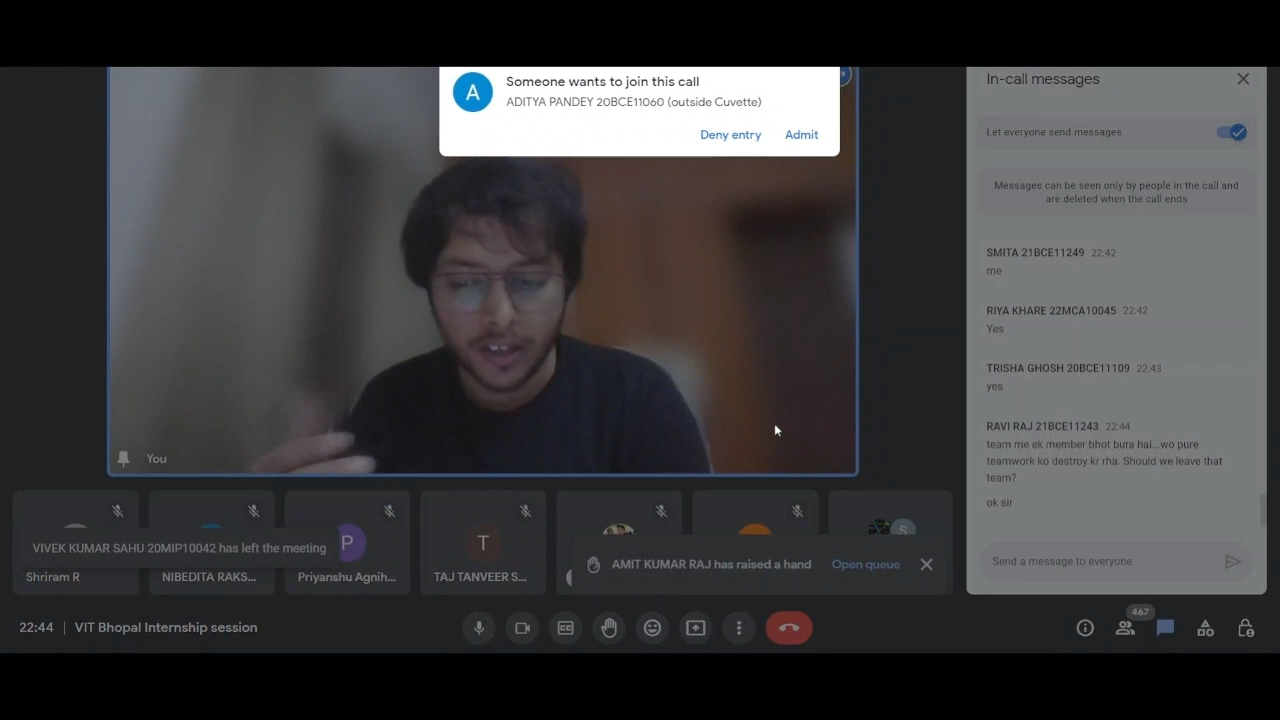 Someone wants to join this call
A
ADITYA PANDEY 20BCE11060 (outside Cuvette)
Deny entry
Admit
In-call messages
Let everyone send messages
Messages can be seen only by people in the call and
are deleted when the call ends
SMITA 21BCE11249 22:42
me
RIYA KHARE 22MCA10045 22:42
Yes
TRISHA GHOSH 20BCE11109 22:43
yes
RAVI RAJ 21BCE11243 22:44
team me ek member bhot bura hai...wo pure
teamwork ko destroy kr rha. Should we leave that
team?
ok sir
Send a message to everyone
You
VIVEK KUMAR SAHU 20MIP10042 has left the meeting
P
T
S
AMIT KUMAR RAJ has raised a hand
Open queue
Shriram R
NIBEDITA RAKS...
Priyanshu Agnih...
TAJ TANVEER S...
22:44 | VIT Bhopal Internship session
467